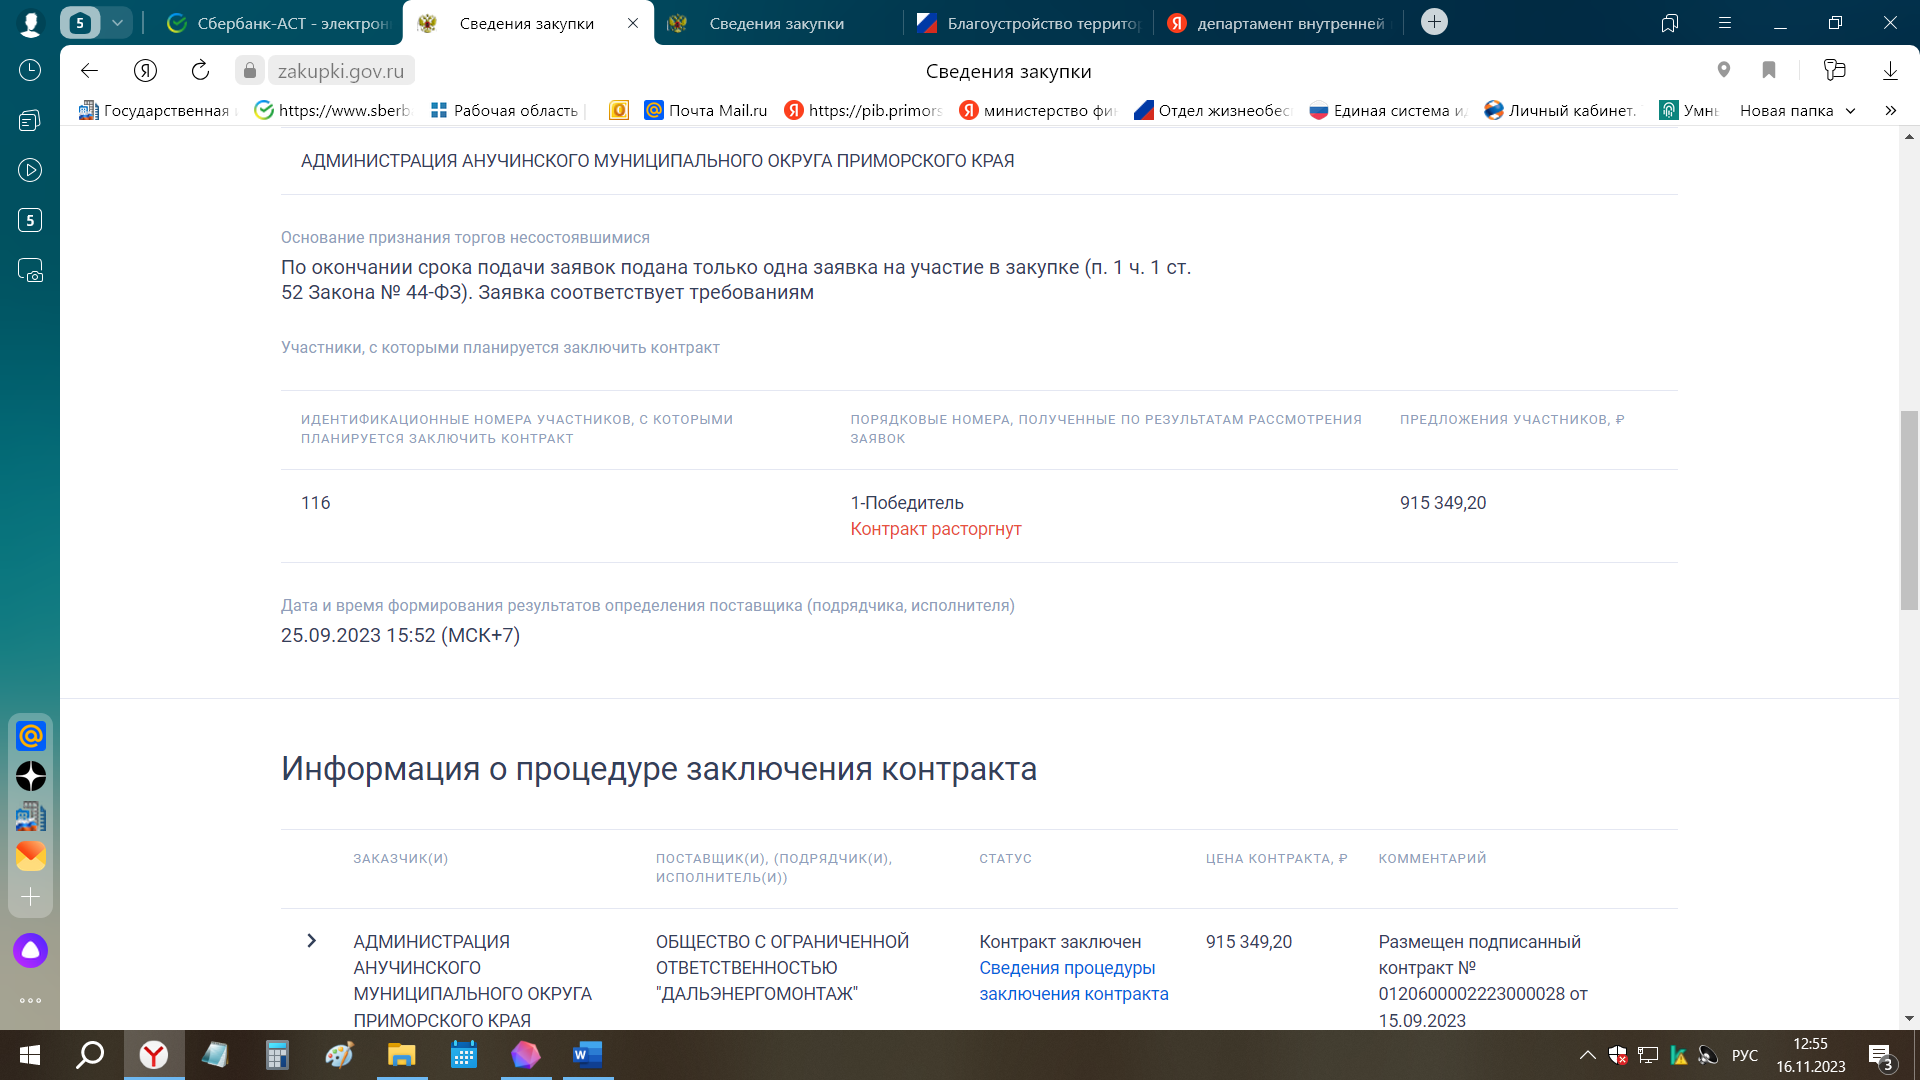 5
Сбербанк-АСТ - электрон
Сведения закупки
Сведения закупки
Благоустройство территор
департамент внутренней
zakupki.gov.ru
Сведения закупки
Государственная
https://www.sberb
Рабочая область
Почта Mail.ru
https://pib.primors
министерство фин
Отдел жизнеобес
Единая система
Личный кабинет.
Умн
Новая папка
5
АДМИНИСТРАЦИЯ АНУЧИНСКОГО МУНИЦИПАЛЬНОГО ОКРУГА ПРИМОРСКОГО КРАЯ
Основание признания торгов несостоявшимися
По окончании срока подачи заявок подана только одна заявка на участие в закупке (п. 1 ч. 1 ст.
52 Закона № 44-ФЗ). Заявка соответствует требованиям
Участники, с которыми планируется заключить контракт
ИДЕНТИФИКАЦИОННЫЕ НОМЕРА УЧАСТНИКОВ, С КОТОРЫМИ
ПЛАНИРУЕТСЯ ЗАКЛЮЧИТЬ КОНТРАКТ
ПОРЯДКОВЫЕ НОМЕРА, ПОЛУЧЕННЫЕ ПО РЕЗУЛЬТАТАМ РАССМОТРЕНИЯ
ЗАЯВОК
ПРЕДЛОЖЕНИЯ УЧАСТНИКОВ, ₽
116
1-Победитель
Контракт расторгнут
915 349,20
Дата и время формирования результатов определения поставщика (подрядчика, исполнителя)
25.09.2023 15:52 (МСК+7)
Информация о процедуре заключения контракта
ЗАКАЗЧИК(И)
ПОСТАВЩИК(И), (ПОДРЯДЧИК(И),
ИСПОЛНИТЕЛЬ(И))
СТАТУС
ЦЕНА КОНТРАКТА, ₽
КОММЕНТАРИЙ
АДМИНИСТРАЦИЯ
АНУЧИНСКОГО
МУНИЦИПАЛЬНОГО ОКРУГА
ПРИМОРСКОГО КРАЯ
ОБЩЕСТВО С ОГРАНИЧЕННОЙ
ОТВЕТСТВЕННОСТЬЮ
"ДАЛЬЭНЕРГОМОНТАЖ"
Контракт заключен
Сведения процедуры
заключения контракта
915 349,20
Размещен подписанный
контракт №
0120600002223000028 от
15.09.2023
РУС
12:55
16.11.2023
3